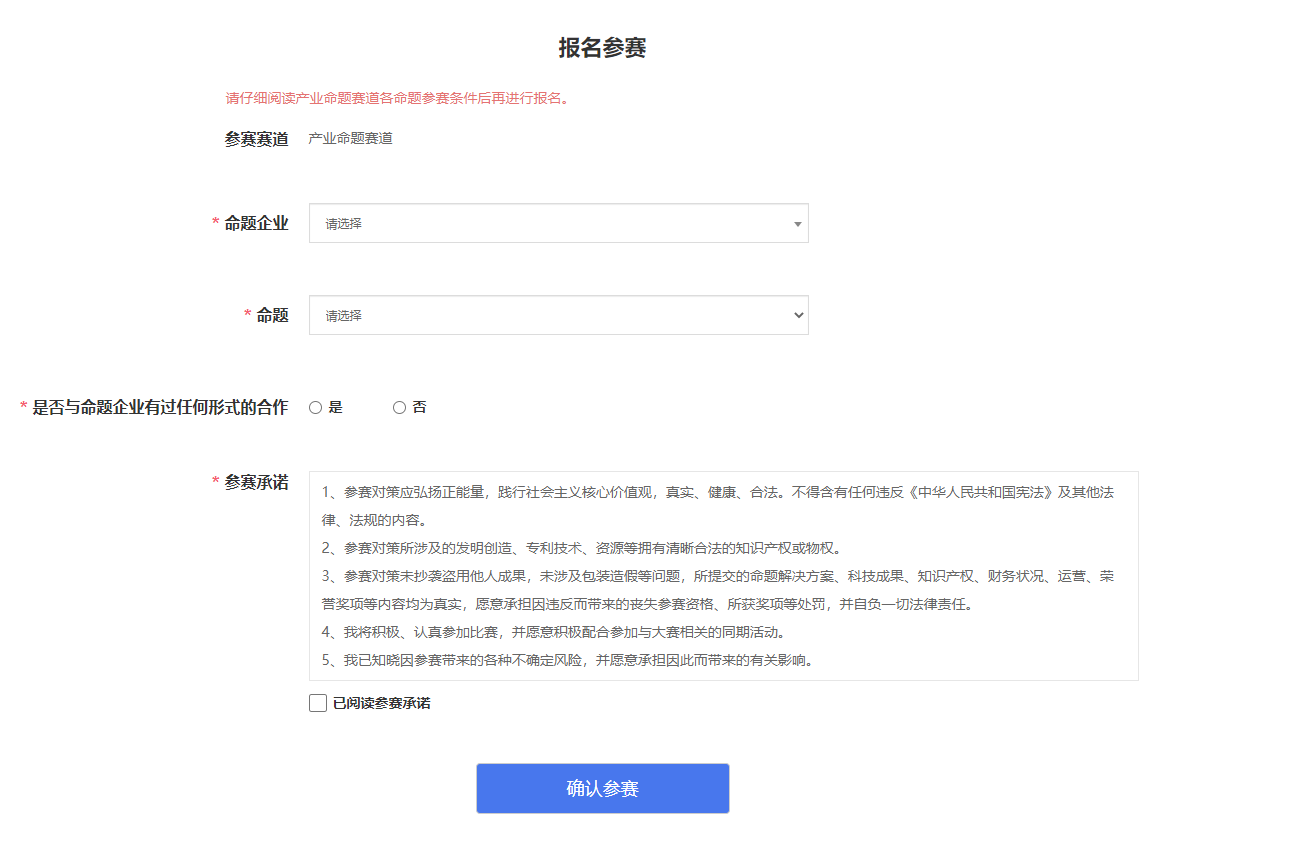 报名参赛
请仔细阅读产业命题赛道各命题参赛条件后再进行报名。
参赛赛道 产业命题赛道
* 命题企业 请选择
* 命题 请选择
* 是否与命题企业有过任何形式的合作 是 否
* 参赛承诺
1、参赛对策应弘扬正能量，践行社会主义核心价值观，真实、健康、合法。不得含有任何违反《中华人民共和国宪法》及其他法
律、法规的内容。
2、参赛对策所涉及的发明创造、专利技术、资源等拥有清晰合法的知识产权或物权。
3、参赛对策未抄袭盗用他人成果，未涉及包装造假等问题，所提交的命题解决方案、科技成果、知识产权、财务状况、运营、荣
誉奖项等内容均为真实，愿意承担因违反而带来的丧失参赛资格、所获奖项等处罚，并自负一切法律责任。
4、我将积极、认真参加比赛，并愿意积极配合参加与大赛相关的同期活动。
5、我已知晓因参赛带来的各种不确定风险，并愿意承担因此而带来的有关影响。
已阅读参赛承诺
确认参赛